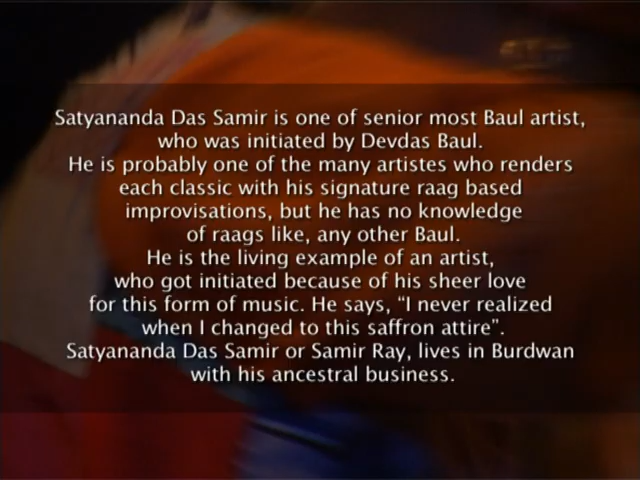 Satyananda Das Samir is one of senior most Baul artist,
who was initiated by Devdas Baul.
He is probably one of the many artistes who renders
each classic with his signature raag based
improvisations, but he has no knowledge
of raags like, any other Baul.
He is the living example of an artist,
who got initiated because of his sheer love
for this form of music. He says, “I never realized
when I changed to this saffron attire”.
Satyananda Das Samir or Samir Ray, lives in Burdwan
with his ancestral business.